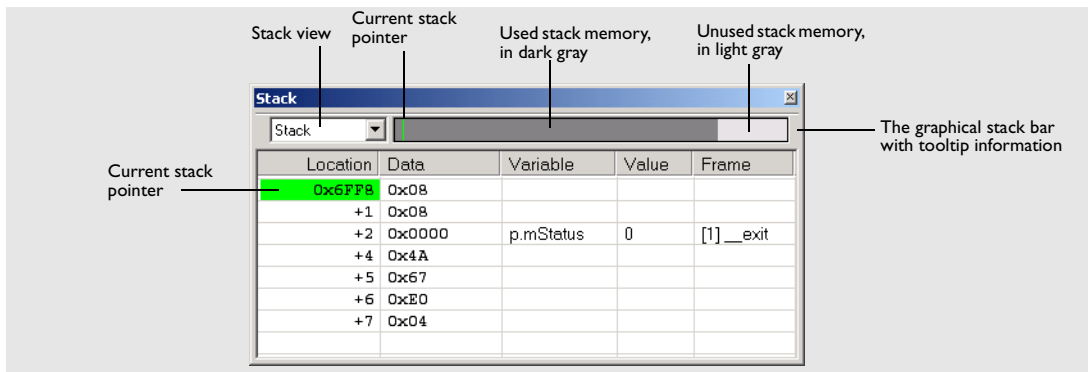 Stack view
Current stack
pointer
Used stack memory,
in dark gray
Unused stack memory,
in light gray
Stack
Stack
The graphical stack bar
with tooltip information
Current stack
pointer
Location Data Variable Value Frame
0x6FF8 0x08
+1 0x08
+2 0x0000 p.mStatus 0 [1] __exit
+4 0x4A
+5 0x67
+6 0xE0
+7 0x04